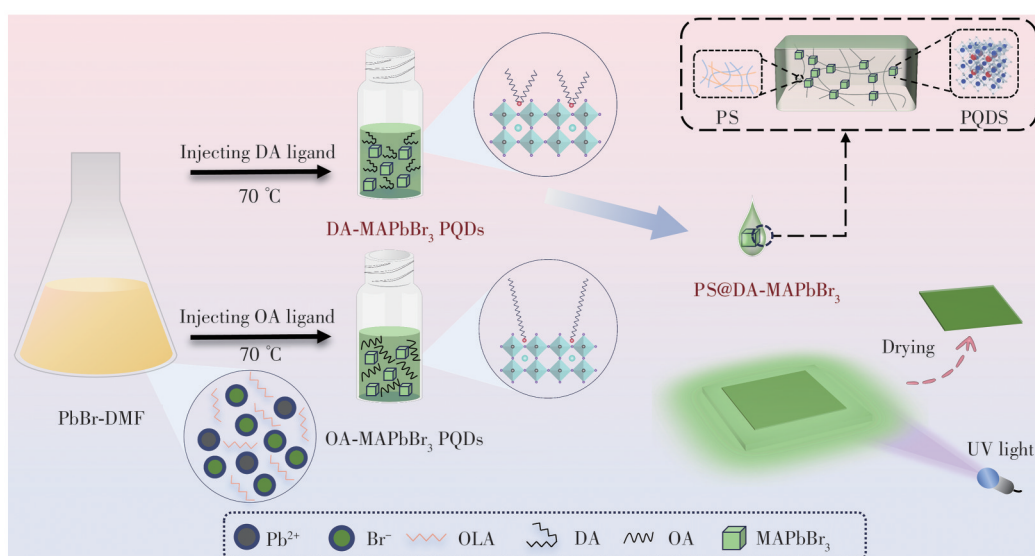 PS
PQDS
Injecting DA ligand
70 ℃
DA-MAPbBr₃ PQDs
PS@DA-MAPbBr₃
Injecting OA ligand
70 ℃
Drying
PbBr-DMF
OA-MAPbBr₃ PQDs
UV light
Pb²⁺ Br⁻ OLA DA OA MAPbBr₃